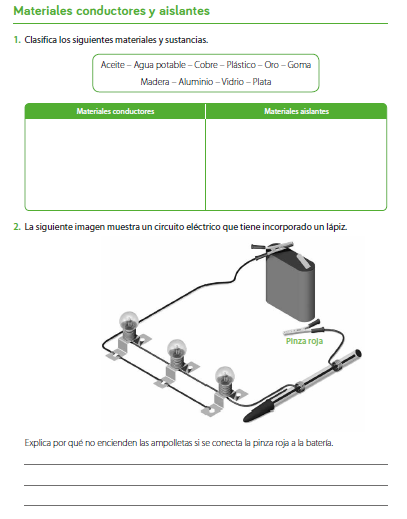 Materiales conductores y aislantes
1. Clasifica los siguientes materiales y sustancias.
Aceite – Agua potable – Cobre – Plástico – Oro – Goma
Madera – Aluminio – Vidrio – Plata
Materiales conductores
Materiales aislantes
2. La siguiente imagen muestra un circuito eléctrico que tiene incorporado un lápiz.
Pinza roja
Explica por qué no encienden las ampolletas si se conecta la pinza roja a la batería.